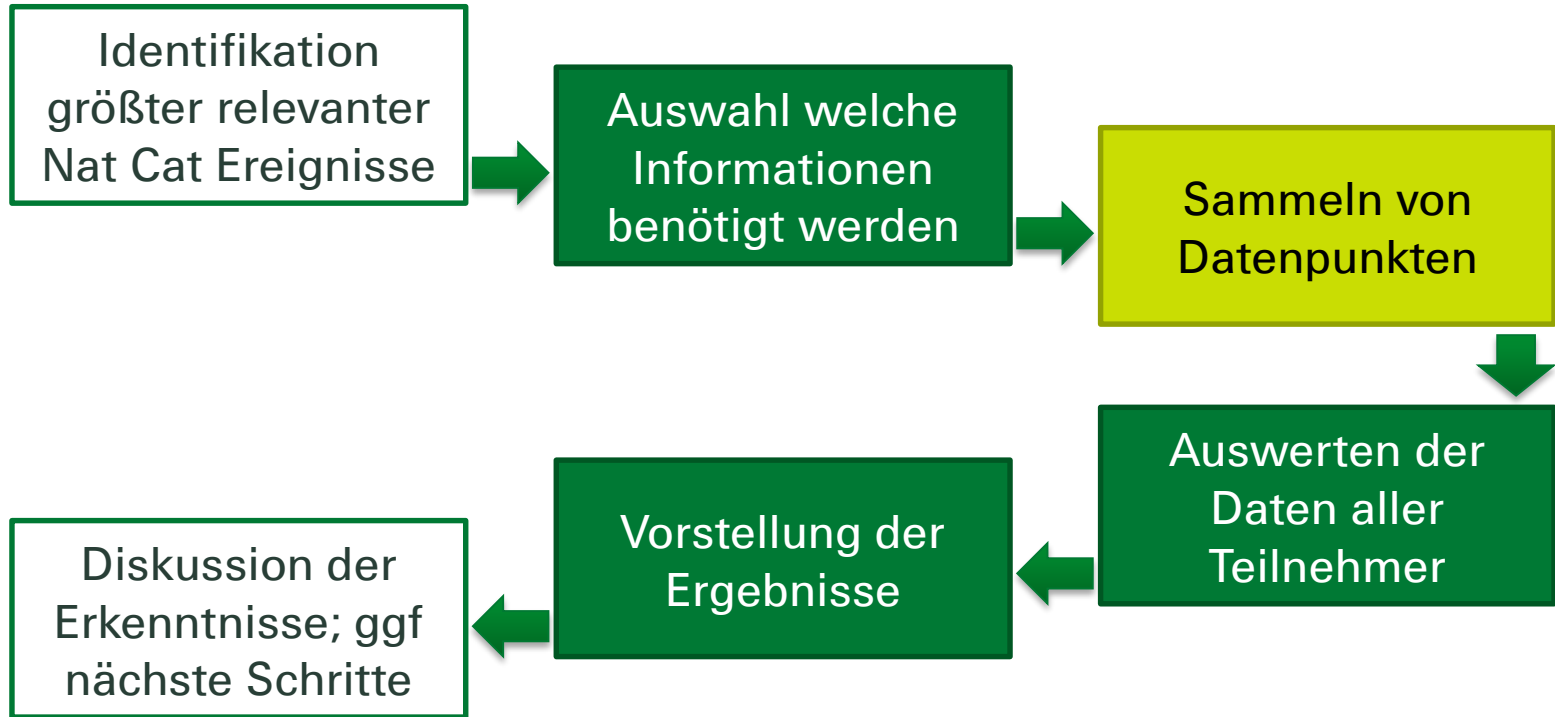 Identifikation
größter relevanter
Nat Cat Ereignisse
Auswahl welche
Informationen
benötigt werden
Sammeln von
Datenpunkten
Auswerten der
Daten aller
Teilnehmer
Vorstellung der
Ergebnisse
Diskussion der
Erkenntnisse; ggf
nächste Schritte